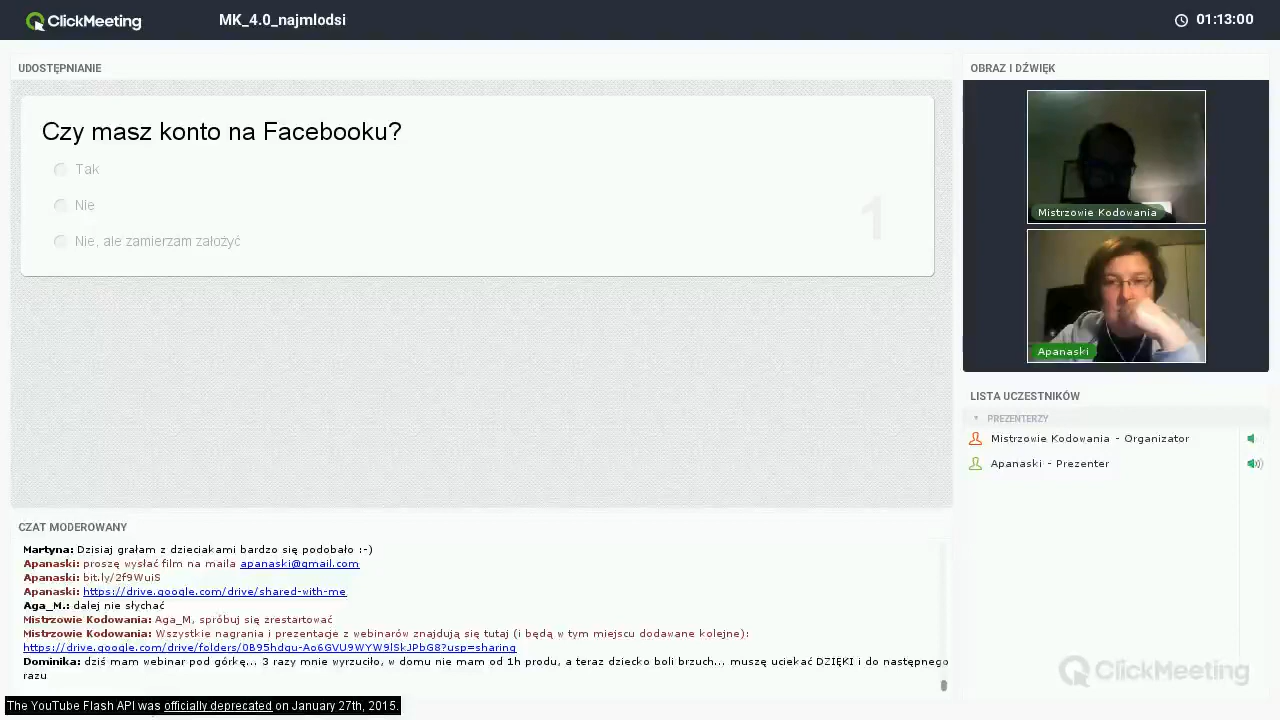 ClickMeeting
MK_4.0_najmlodsi
01:13:00
UDOSTĘPNIANIE
Czy masz konto na Facebooku?
Tak
Nie
Nie, ale zamierzam założyć
1
OBRAZ I DŹWIĘK
Mistrzowie Kodowania
Apanaski
LISTA UCZESTNIKÓW
PREZENTERZY
Mistrzowie Kodowania - Organizator
Apanaski - Prezenter
CZAT MODEROWANY
Martyna: Dzisiaj grałam z dzieciakami bardzo się podobało :-)
Apanaski: proszę wysłać film na maila apanaski@gmail.com
Apanaski: bit.ly/2f9WuiS
Apanaski: https://drive.google.com/drive/shared-with-me
Aga_M.: dalej nie słychać
Mistrzowie Kodowania: Aga_M, spróbuj się zrestartować
Mistrzowie Kodowania: Wszystkie nagrania i prezentacje z webinarów znajdują się tutaj (i będą w tym miejscu dodawane kolejne):
https://drive.google.com/drive/folders/0B95hdgu-Ao6GVU9WYW9lSkJPbG8?usp=sharing
Dominika: dziś mam webinar pod górkę... 3 razy mnie wyrzuciło, w domu nie mam od 1h prądu, a teraz dziecko boli brzuch... muszę uciekać DZIĘKI i do następnego
razu
ClickMeeting
The YouTube Flash API was officially deprecated on January 27th, 2015.